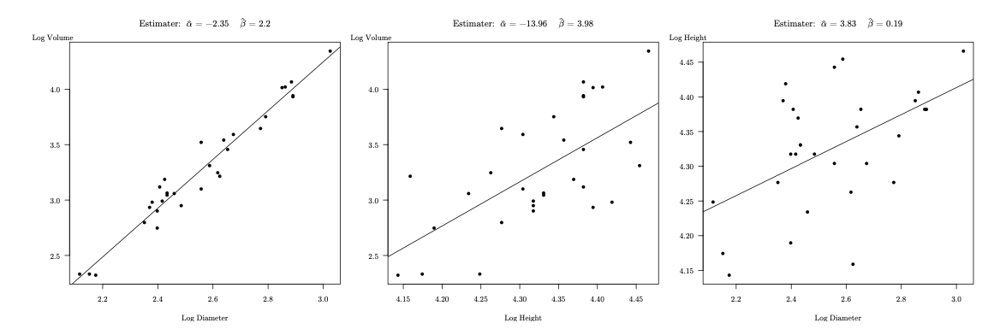 Estimater: α̂ = −2.35 β̂ = 2.2
Log Volume
4.0
3.5
3.0
2.5
2.2 2.4 2.6 2.8 3.0
Log Diameter
Estimater: α̂ = −13.96 β̂ = 3.98
Log Volume
4.0
3.5
3.0
2.5
4.15 4.20 4.25 4.30 4.35 4.40 4.45
Log Height
Estimater: α̂ = 3.83 β̂ = 0.19
Log Height
4.45
4.40
4.35
4.30
4.25
4.20
4.15
2.2 2.4 2.6 2.8 3.0
Log Diameter